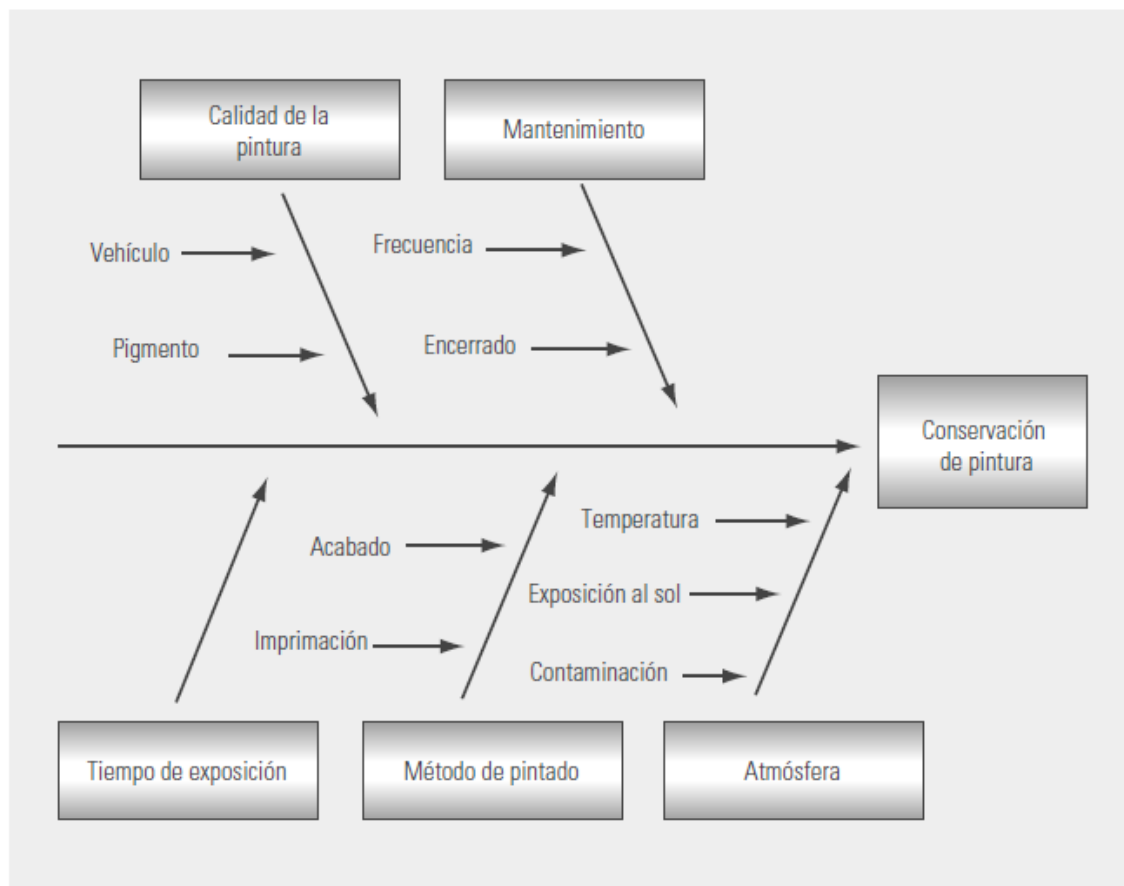 Calidad de la
pintura
Mantenimiento
Vehículo
Frecuencia
Pigmento
Encerrado
Conservación
de pintura
Temperatura
Acabado
Exposición al sol
Imprimación
Contaminación
Tiempo de exposición
Método de pintado
Atmósfera